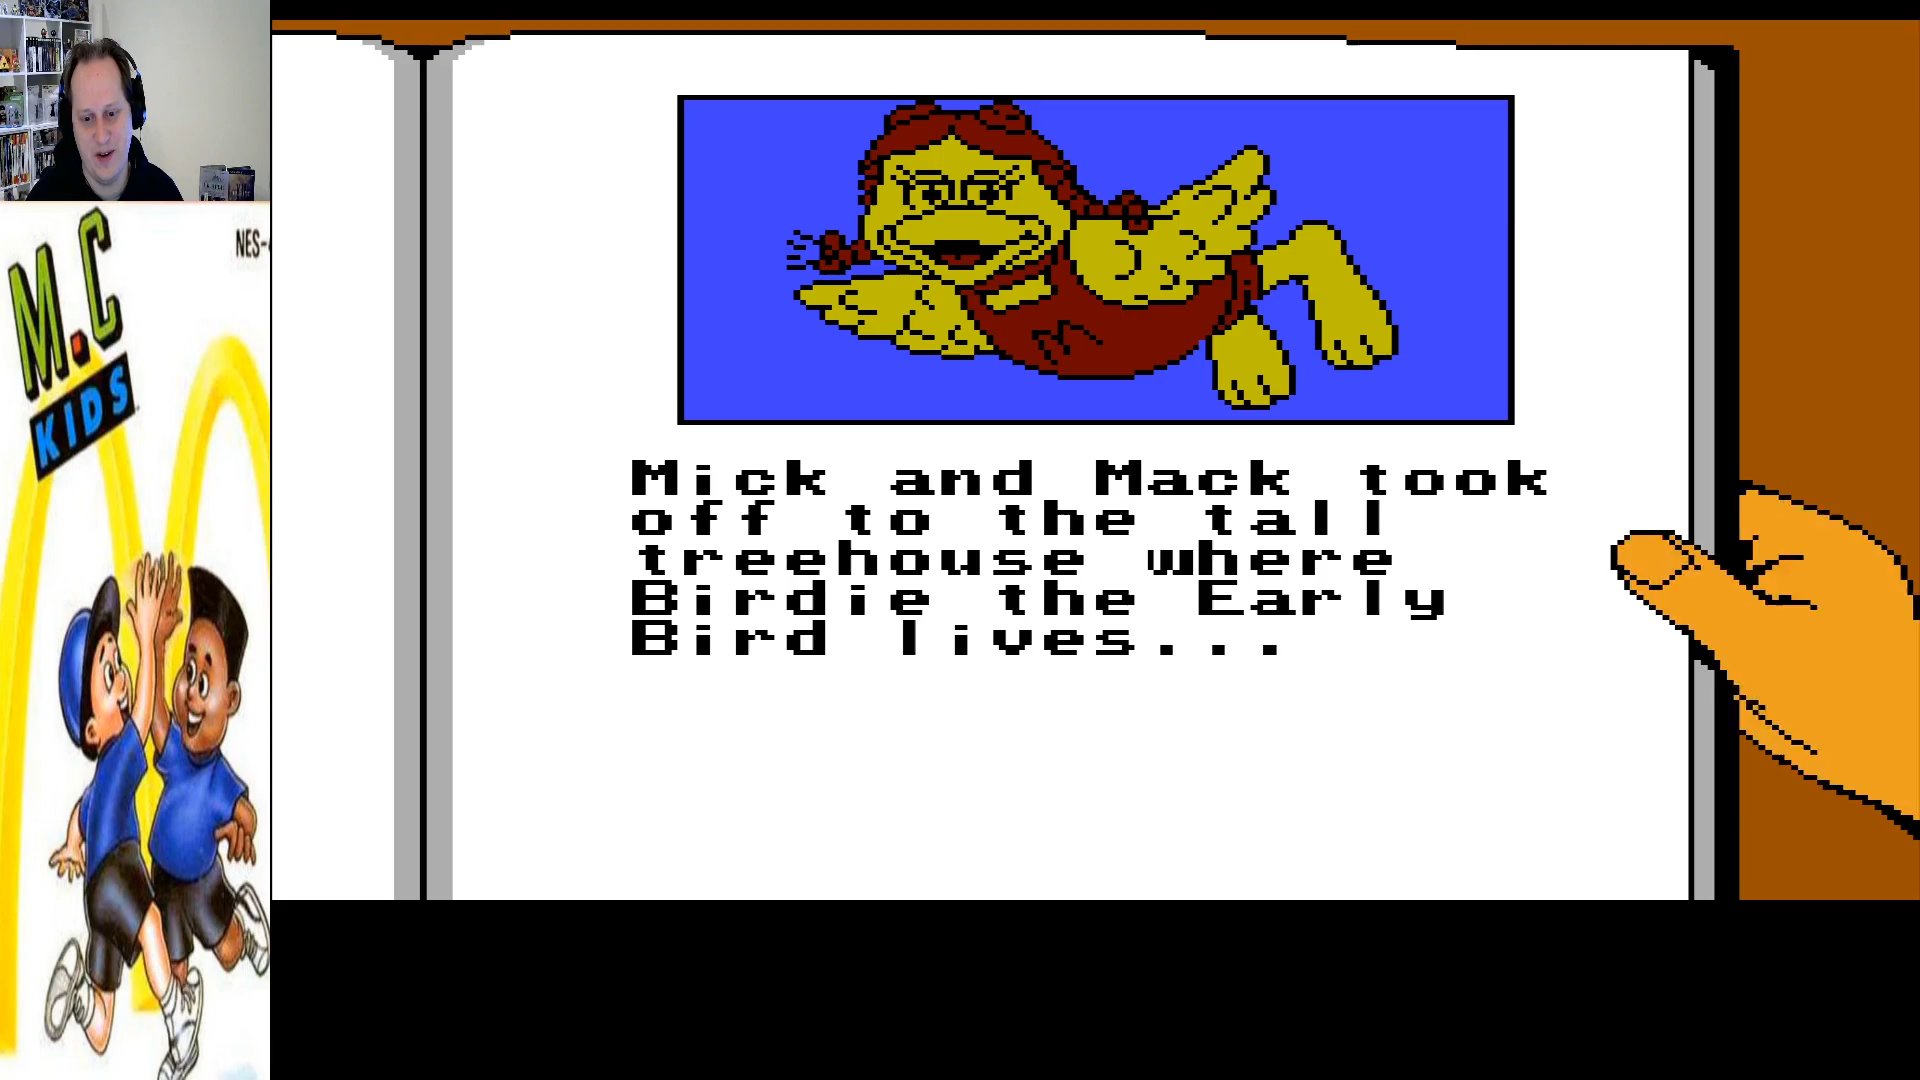 M.C
KIDS
NES-
Mick and Mack took
off to the tall
treehouse where
Birdie the Early
Bird lives...